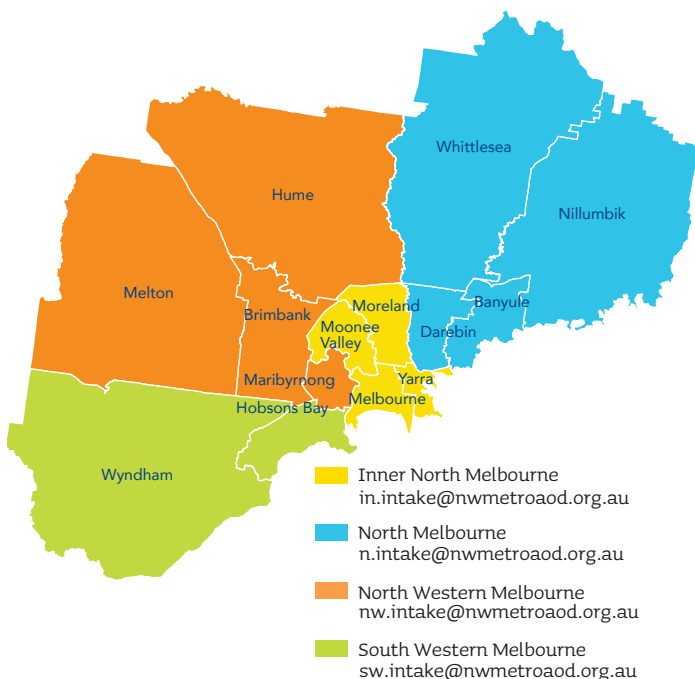 Whittlesea
Hume
Nillumbik
Melton
Moreland
Banyule
Brimbank
Moonee
Valley
Darebin
Maribyrnong
Yarra
Melbourne
Hobsons Bay
Wyndham
Inner North Melbourne
in.intake@nwmetroaod.org.au
North Melbourne
n.intake@nwmetroaod.org.au
North Western Melbourne
nw.intake@nwmetroaod.org.au
South Western Melbourne
sw.intake@nwmetroaod.org.au